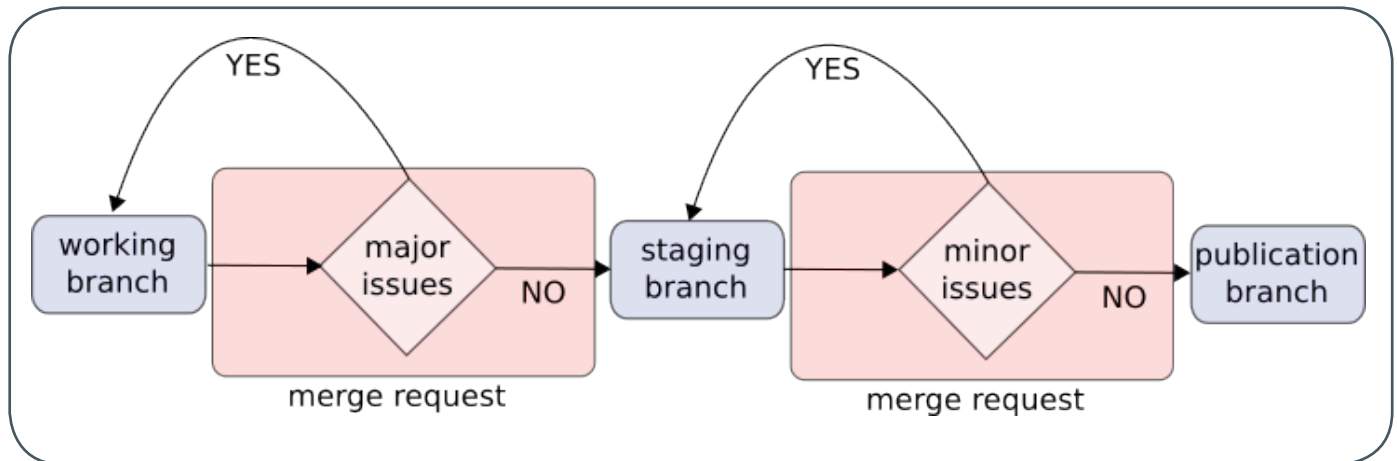 YES
YES
working
branch
major
issues
NO
staging
branch
minor
issues
NO
publication
branch
merge request
merge request